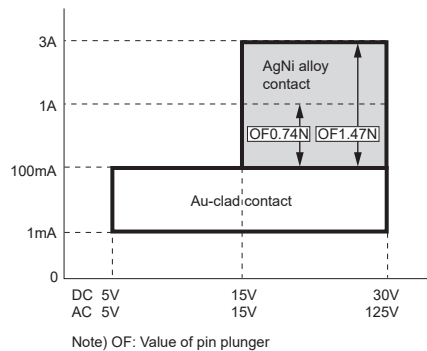 3A
AgNi alloy
contact
1A
OF0.74N OF1.47N
100mA
Au-clad contact
1mA
0
DC 5V 15V 30V
AC 5V 15V 125V
Note) OF: Value of pin plunger